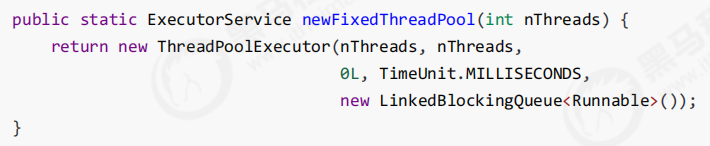 public static ExecutorService newFixedThreadPool(int nThreads) {
    return new ThreadPoolExecutor(nThreads, nThreads,
                                  0L, TimeUnit.MILLISECONDS,
                                  new LinkedBlockingQueue<Runnable>());
}